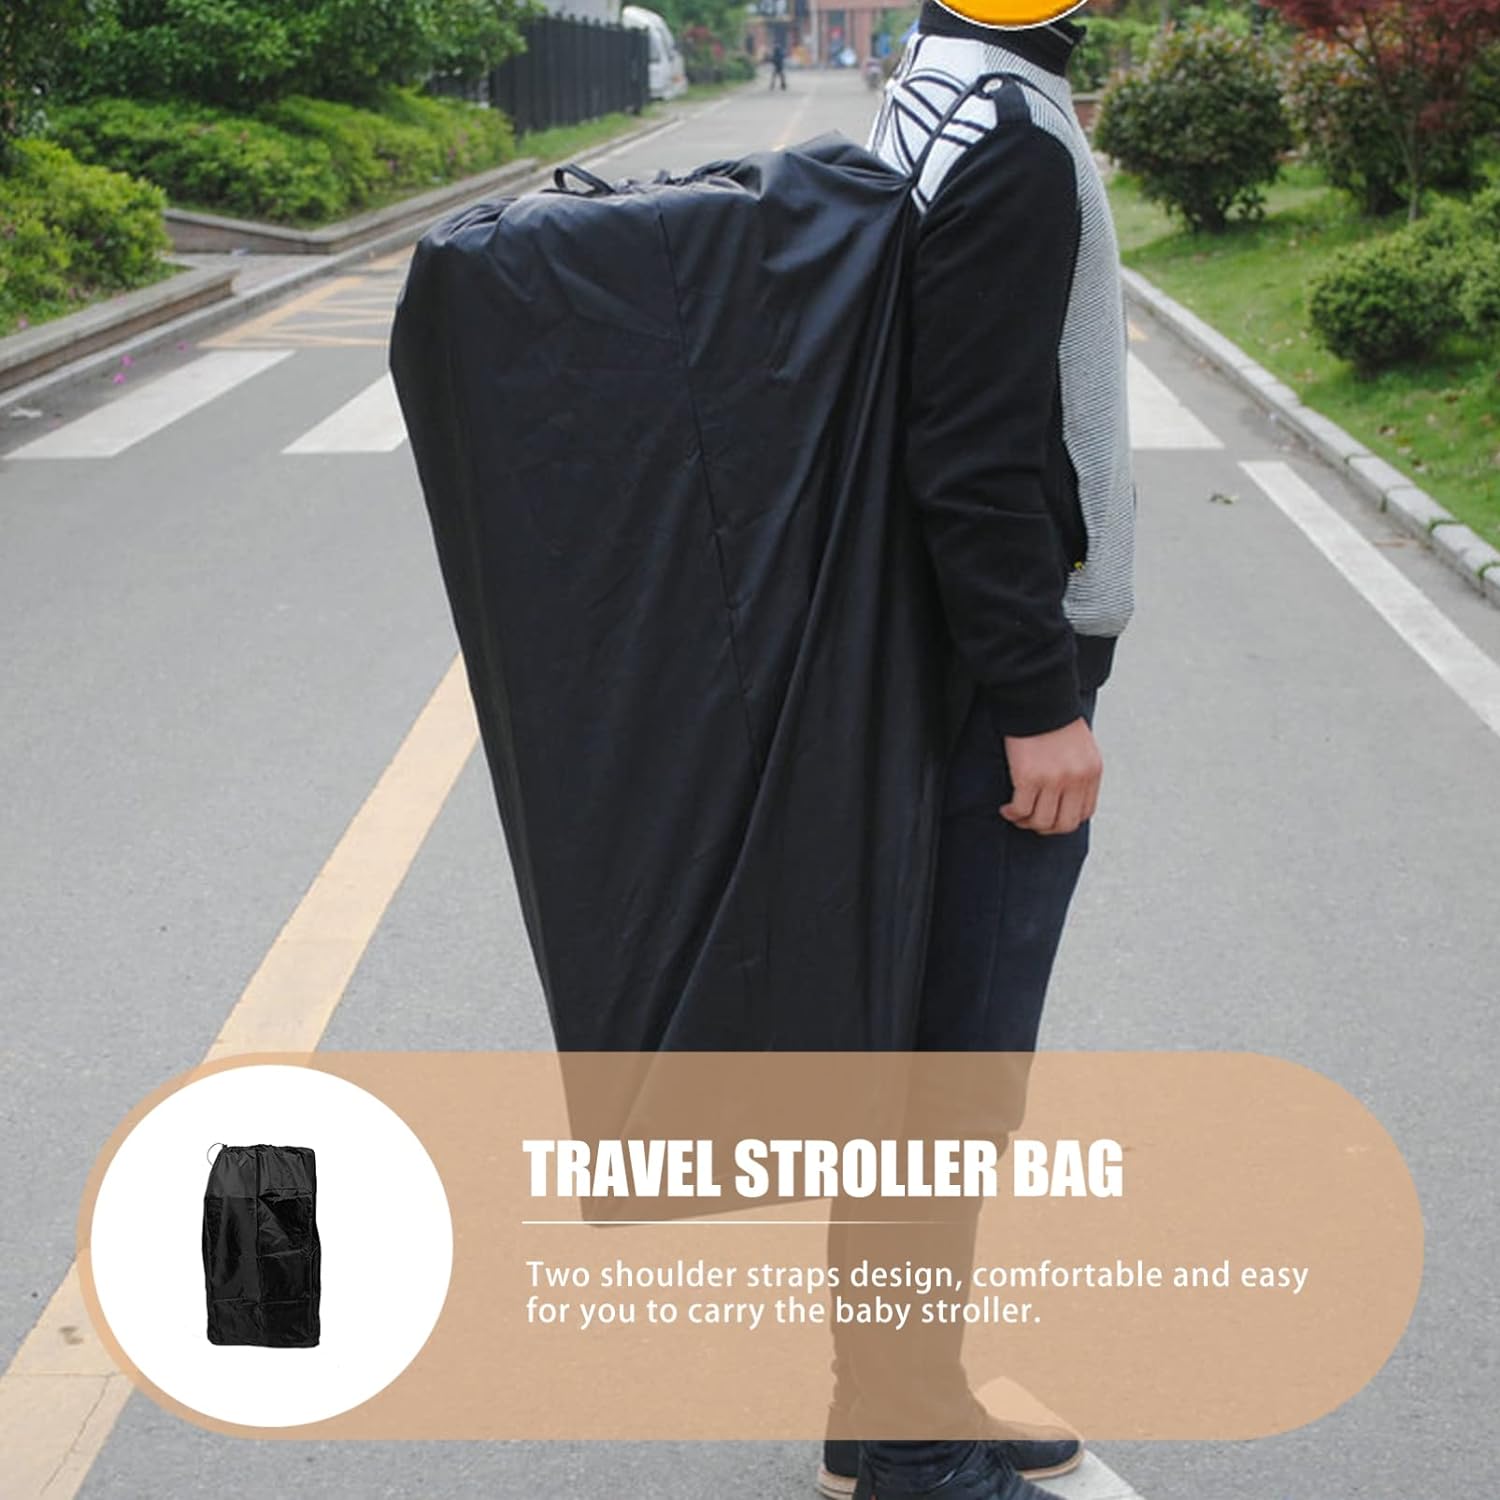 TRAVEL STROLLER BAG
Two shoulder straps design, comfortable and easy
for you to carry the baby stroller.